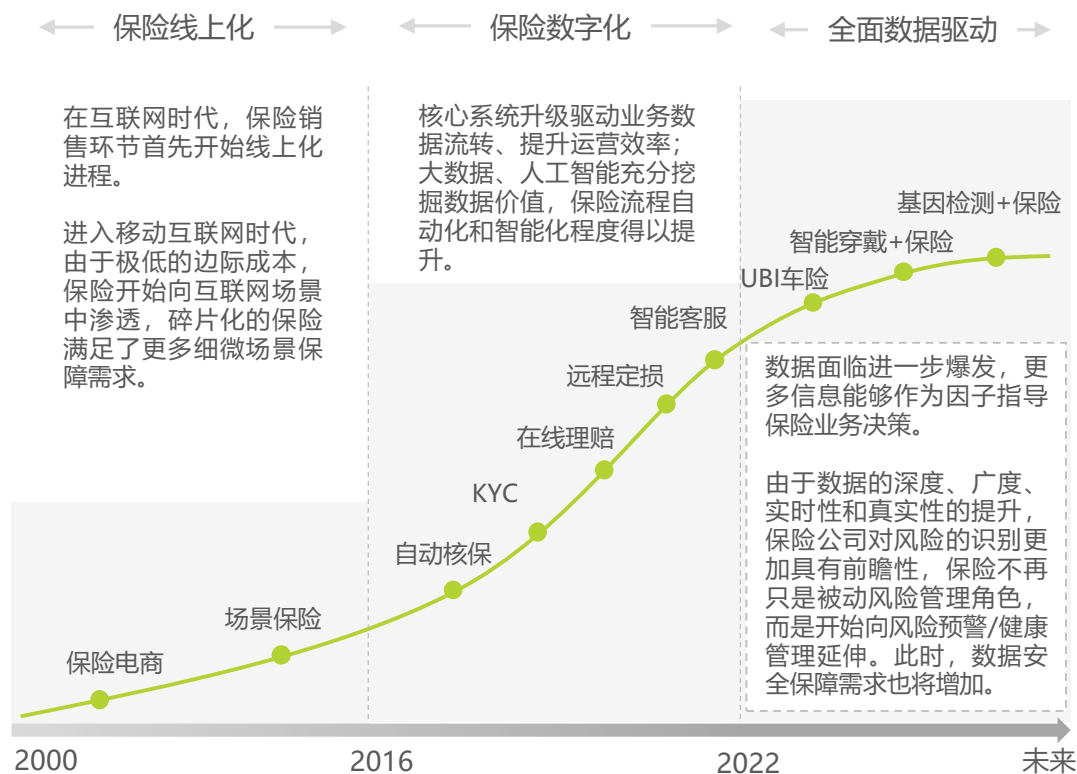 保险线上化
保险数字化
全面数据驱动
在互联网时代，保险销
售环节首先开始线上化
进程。
进入移动互联网时代，
由于极低的边际成本，
保险开始向互联网场景
中渗透，碎片化的保险
满足了更多细微场景保
障需求。
核心系统升级驱动业务数
据流转、提升运营效率；
大数据、人工智能充分挖
掘数据价值，保险流程自
动化和智能化程度得以提
升。
基因检测+保险
智能穿戴+保险
UBI车险
智能客服
远程定损
在线理赔
KYC
自动核保
场景保险
保险电商
数据面临进一步爆发，更
多信息能够作为因子指导
保险业务决策。
由于数据的深度、广度、
实时性和真实性的提升，
保险公司对风险的识别更
加具有前瞻性，保险不再
只是被动风险管理角色，
而是开始向风险预警/健康
管理延伸。此时，数据安
全保障需求也将增加。
2000
2016
2022
未来